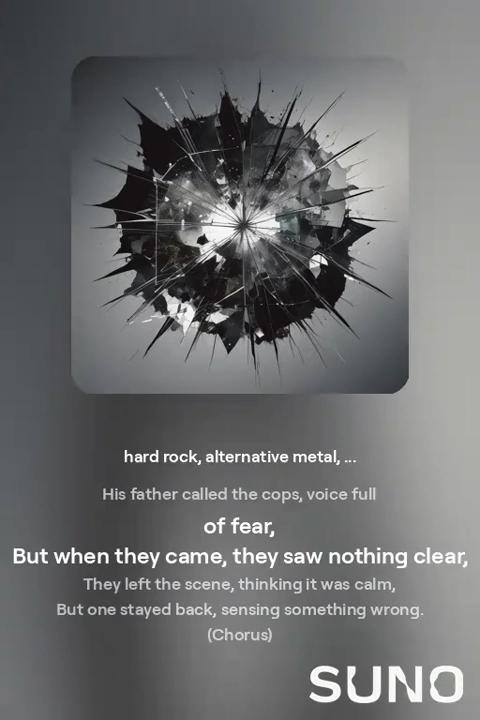 hard rock, alternative metal, ...
His father called the cops, voice full
of fear,
But when they came, they saw nothing clear,
They left the scene, thinking it was calm,
But one stayed back, sensing something wrong.
(Chorus)
SUNO